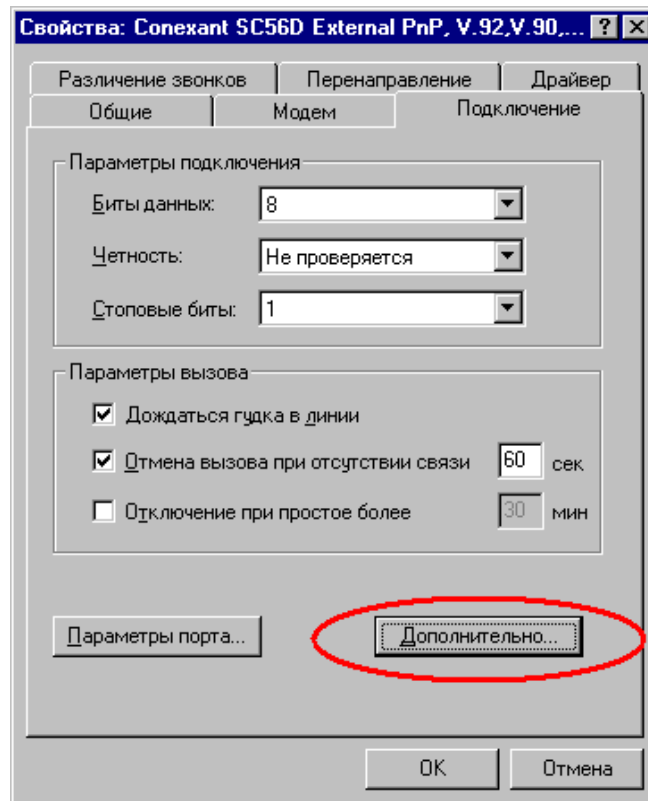 Свойства: Conexant SC56D External PnP, V.92,V.90,...
Различение звонков Перенаправление Драйвер
Общие Модем Подключение
Параметры подключения
Биты данных: 8
Четность: Не проверяется
Стоповые биты: 1
Параметры вызова
Дождаться гудка в линии
Отмена вызова при отсутствии связи 60 сек
Отключение при простое более 30 мин
Параметры порта... Дополнительно...
OK Отмена